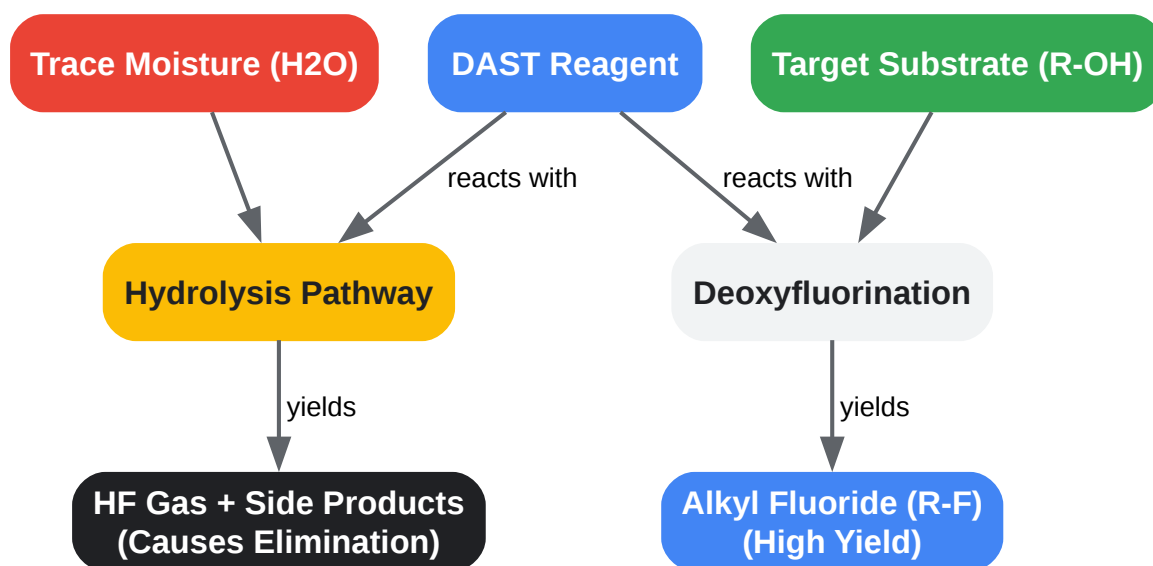 Trace Moisture (H2O)
DAST Reagent
Target Substrate (R-OH)
reacts with
reacts with
Hydrolysis Pathway
Deoxyfluorination
yields
yields
HF Gas + Side Products
(Causes Elimination)
Alkyl Fluoride (R-F)
(High Yield)